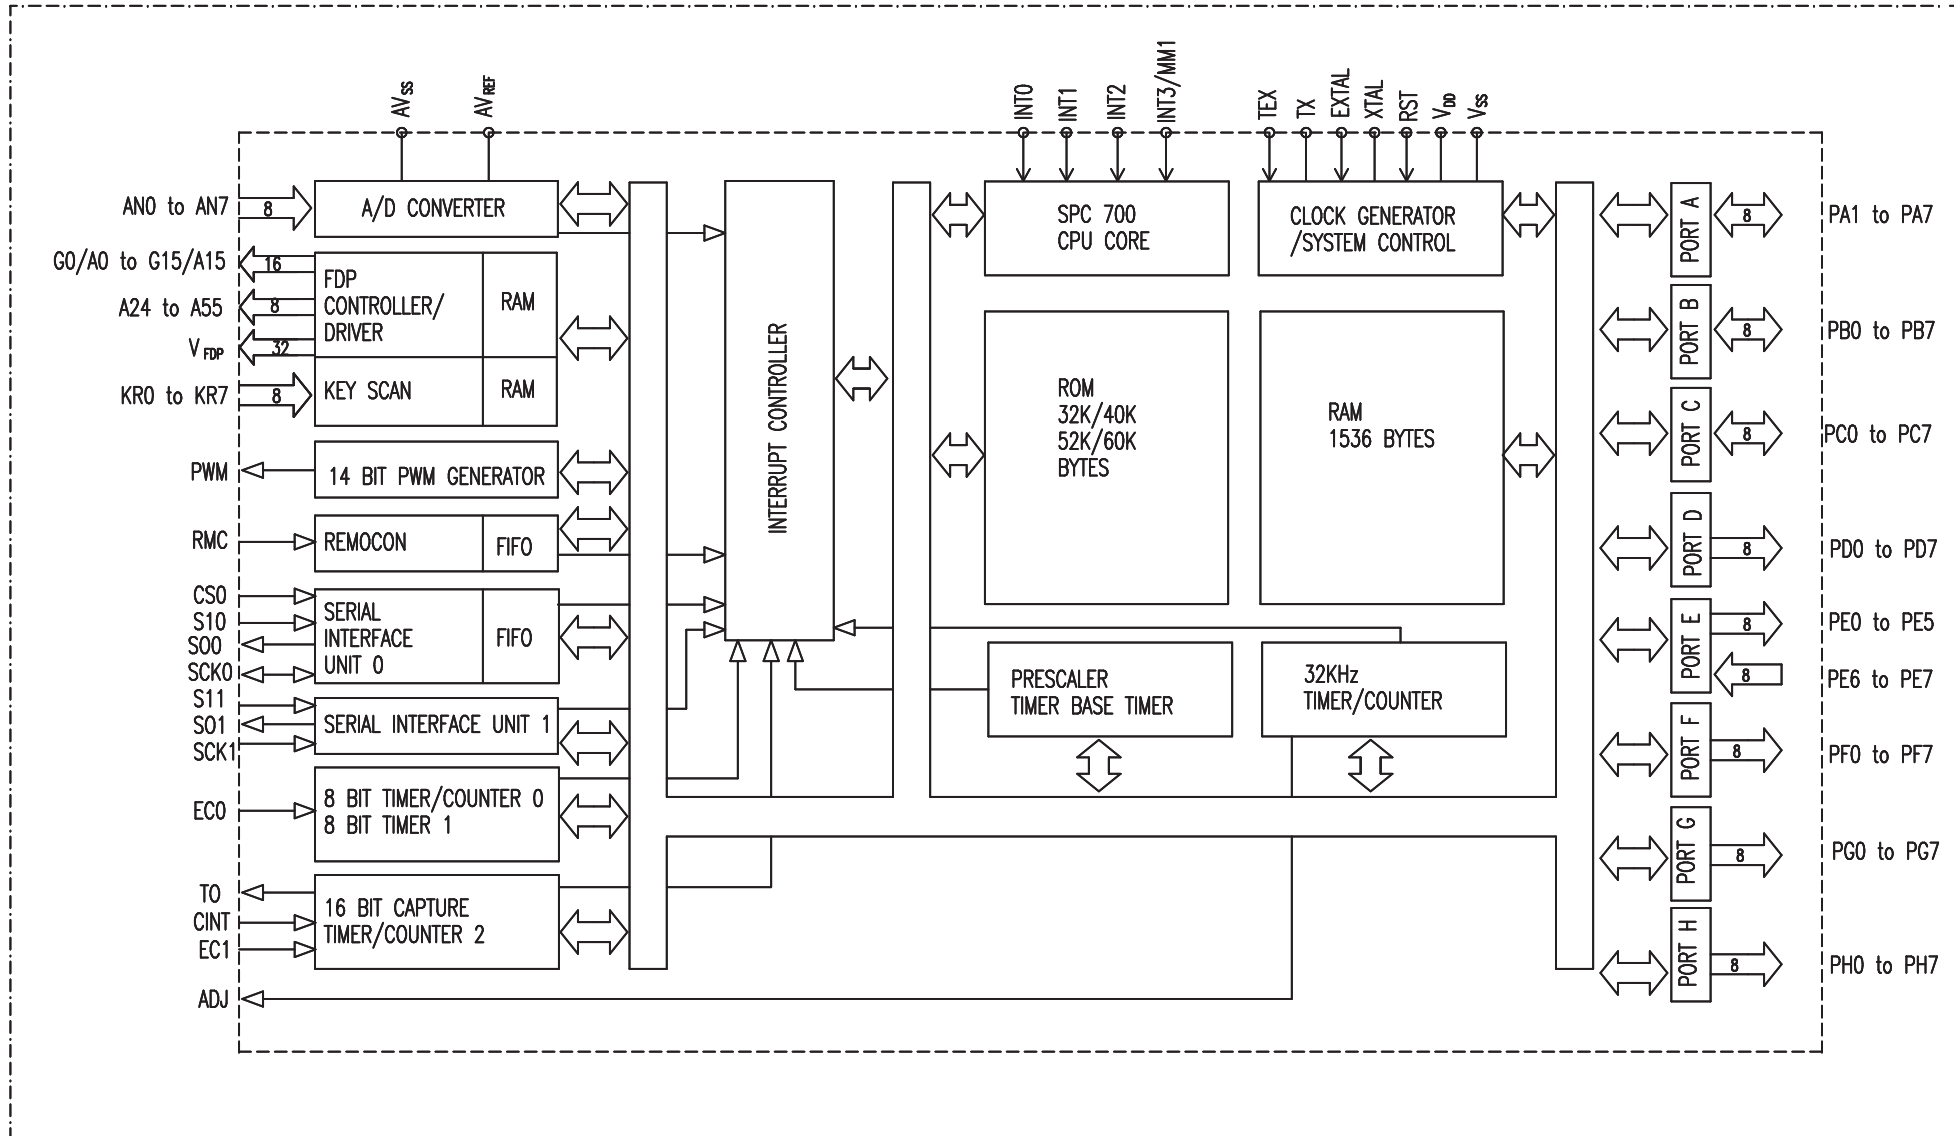 AVSS
AVREF
INT0
INT1
INT2
INT3/MM1
TEX
TX
EXTAL
XTAL
RST
VDD
VSS
AN0 to AN7
8
A/D CONVERTER
G0/A0 to G15/A15
16
A24 to A55
8
VFDP
32
KR0 to KR7
8
FDP
CONTROLLER/
DRIVER
RAM
KEY SCAN
RAM
PWM
14 BIT PWM GENERATOR
RMC
REMOCON
FIFO
CS0
S10
SO0
SCK0
SERIAL
INTERFACE
UNIT 0
FIFO
S11
SO1
SCK1
SERIAL INTERFACE UNIT 1
EC0
8 BIT TIMER/COUNTER 0
8 BIT TIMER 1
TO
CINT
EC1
16 BIT CAPTURE
TIMER/COUNTER 2
ADJ
INTERRUPT CONTROLLER
SPC 700
CPU CORE
CLOCK GENERATOR
/SYSTEM CONTROL
ROM
32K/40K
52K/60K
BYTES
RAM
1536 BYTES
PRESCALER
TIMER BASE TIMER
32KHz
TIMER/COUNTER
PORT A
8
PA1 to PA7
PORT B
8
PB0 to PB7
PORT C
8
PC0 to PC7
PORT D
8
PD0 to PD7
PORT E
8
PE0 to PE5
8
PE6 to PE7
PORT F
8
PF0 to PF7
PORT G
8
PG0 to PG7
PORT H
8
PH0 to PH7